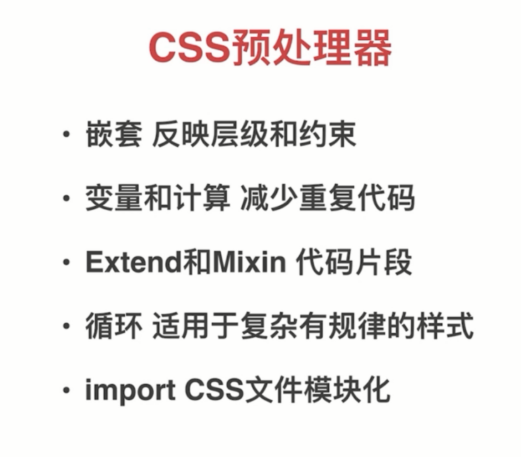 CSS预处理器
• 嵌套 反映层级和约束
• 变量和计算 减少重复代码
• Extend和Mixin 代码片段
• 循环 适用于复杂有规律的样式
• import CSS文件模块化